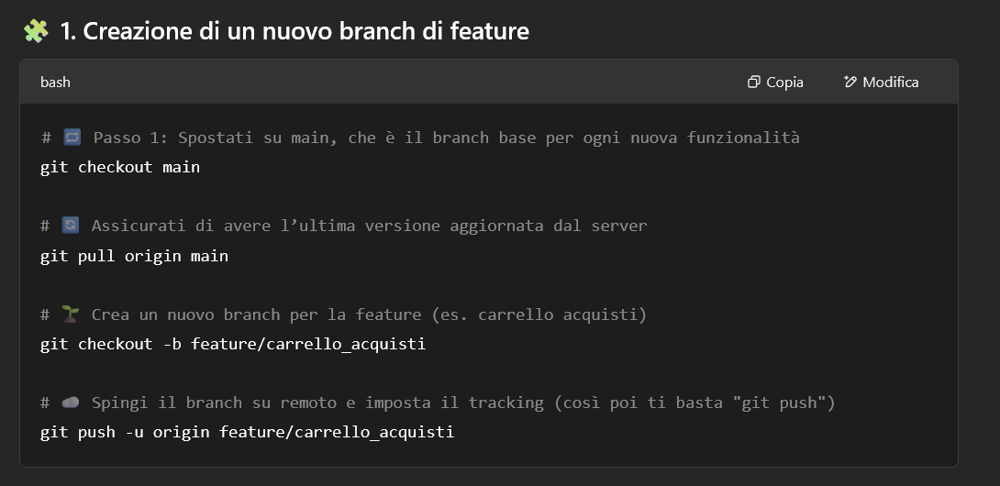 🧩 1. Creazione di un nuovo branch di feature
bash
Copia
Modifica
# 🔁 Passo 1: Spostati su main, che è il branch base per ogni nuova funzionalità
git checkout main
# 🔄 Assicurati di avere l’ultima versione aggiornata dal server
git pull origin main
# 🌱 Crea un nuovo branch per la feature (es. carrello acquisti)
git checkout -b feature/carrello_acquisti
# ☁️ Spingi il branch su remoto e imposta il tracking (così poi ti basta "git push")
git push -u origin feature/carrello_acquisti